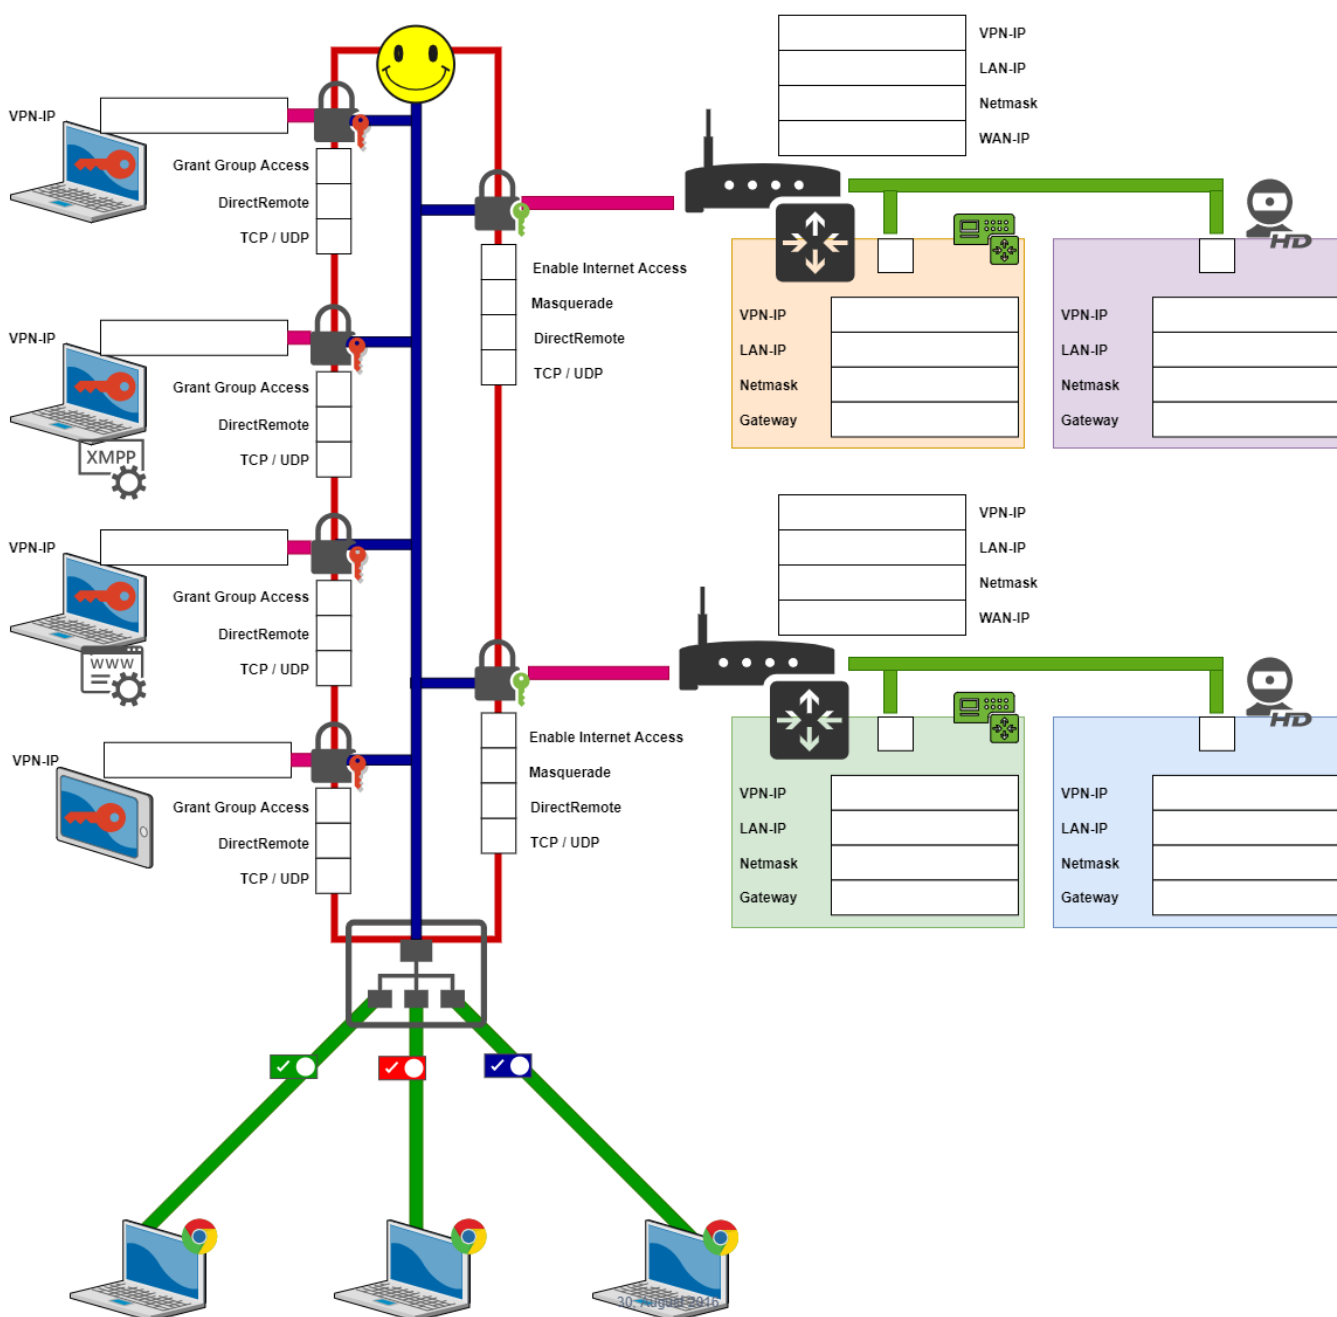 VPN-IP
Grant Group Access
DirectRemote
TCP / UDP
VPN-IP
Grant Group Access
DirectRemote
TCP / UDP
XMPP
VPN-IP
Grant Group Access
DirectRemote
TCP / UDP
WWW
VPN-IP
Grant Group Access
DirectRemote
TCP / UDP
Enable Internet Access
Masquerade
DirectRemote
TCP / UDP
Enable Internet Access
Masquerade
DirectRemote
TCP / UDP
VPN-IP
LAN-IP
Netmask
WAN-IP
HD
VPN-IP
LAN-IP
Netmask
Gateway
VPN-IP
LAN-IP
Netmask
Gateway
VPN-IP
LAN-IP
Netmask
WAN-IP
HD
VPN-IP
LAN-IP
Netmask
Gateway
VPN-IP
LAN-IP
Netmask
Gateway
30. August 2016